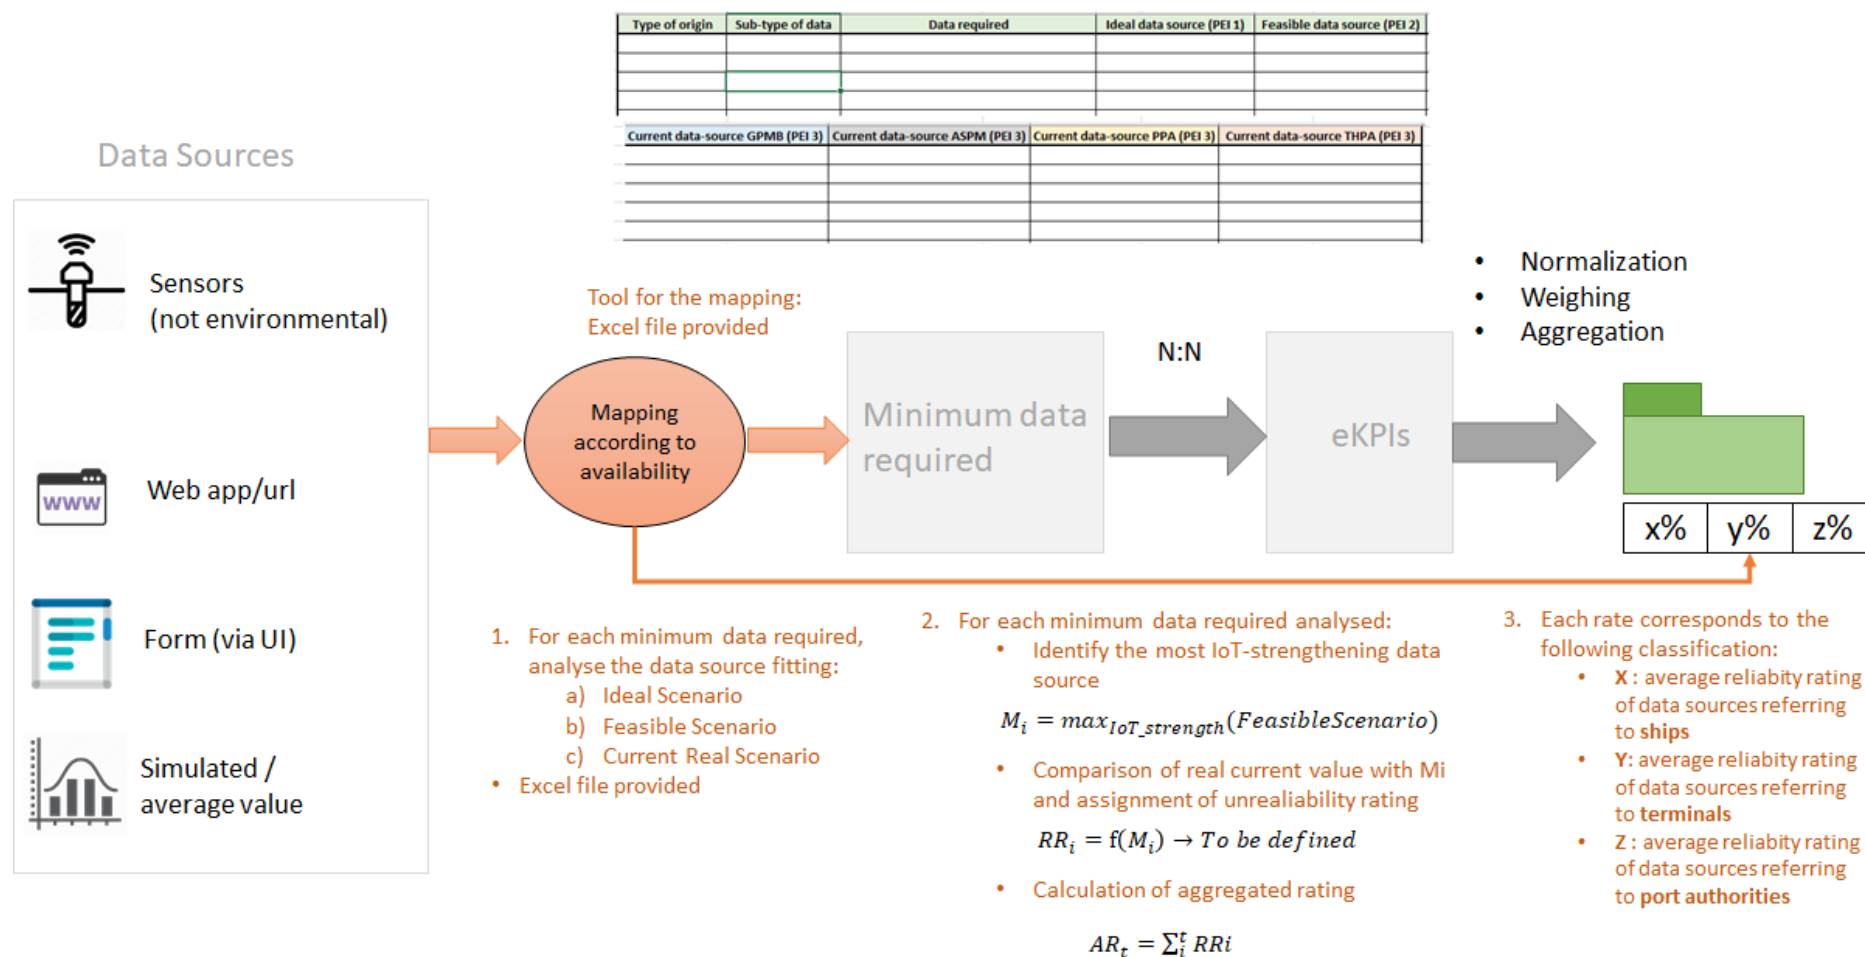 Type of origin Sub-type of data Data required Ideal data source (PEI 1) Feasible data source (PEI 2)
Current data-source GPMB (PEI 3) Current data-source ASPM (PEI 3) Current data-source PPA (PEI 3) Current data-source THPA (PEI 3)
Data Sources
Sensors
(not environmental)
Web app/url
Form (via UI)
Simulated /
average value
Tool for the mapping:
Excel file provided
Mapping
according to
availability
Minimum data
required
N:N
eKPIs
• Normalization
• Weighing
• Aggregation
x% y% z%
1. For each minimum data required,
analyse the data source fitting:
a) Ideal Scenario
b) Feasible Scenario
c) Current Real Scenario
• Excel file provided
2. For each minimum data required analysed:
• Identify the most IoT-strengthening data
source
M_i = max_{IoT_strength}(FeasibleScenario)
• Comparison of real current value with Mi
and assignment of unrealiability rating
RR_i = f(M_i) → To be defined
• Calculation of aggregated rating
AR_t = ∑_i^t RRi
3. Each rate corresponds to the
following classification:
• X : average reliabity rating
of data sources referring
to ships
• Y: average reliabity rating
of data sources referring
to terminals
• Z : average reliabity rating
of data sources referring
to port authorities
WWW